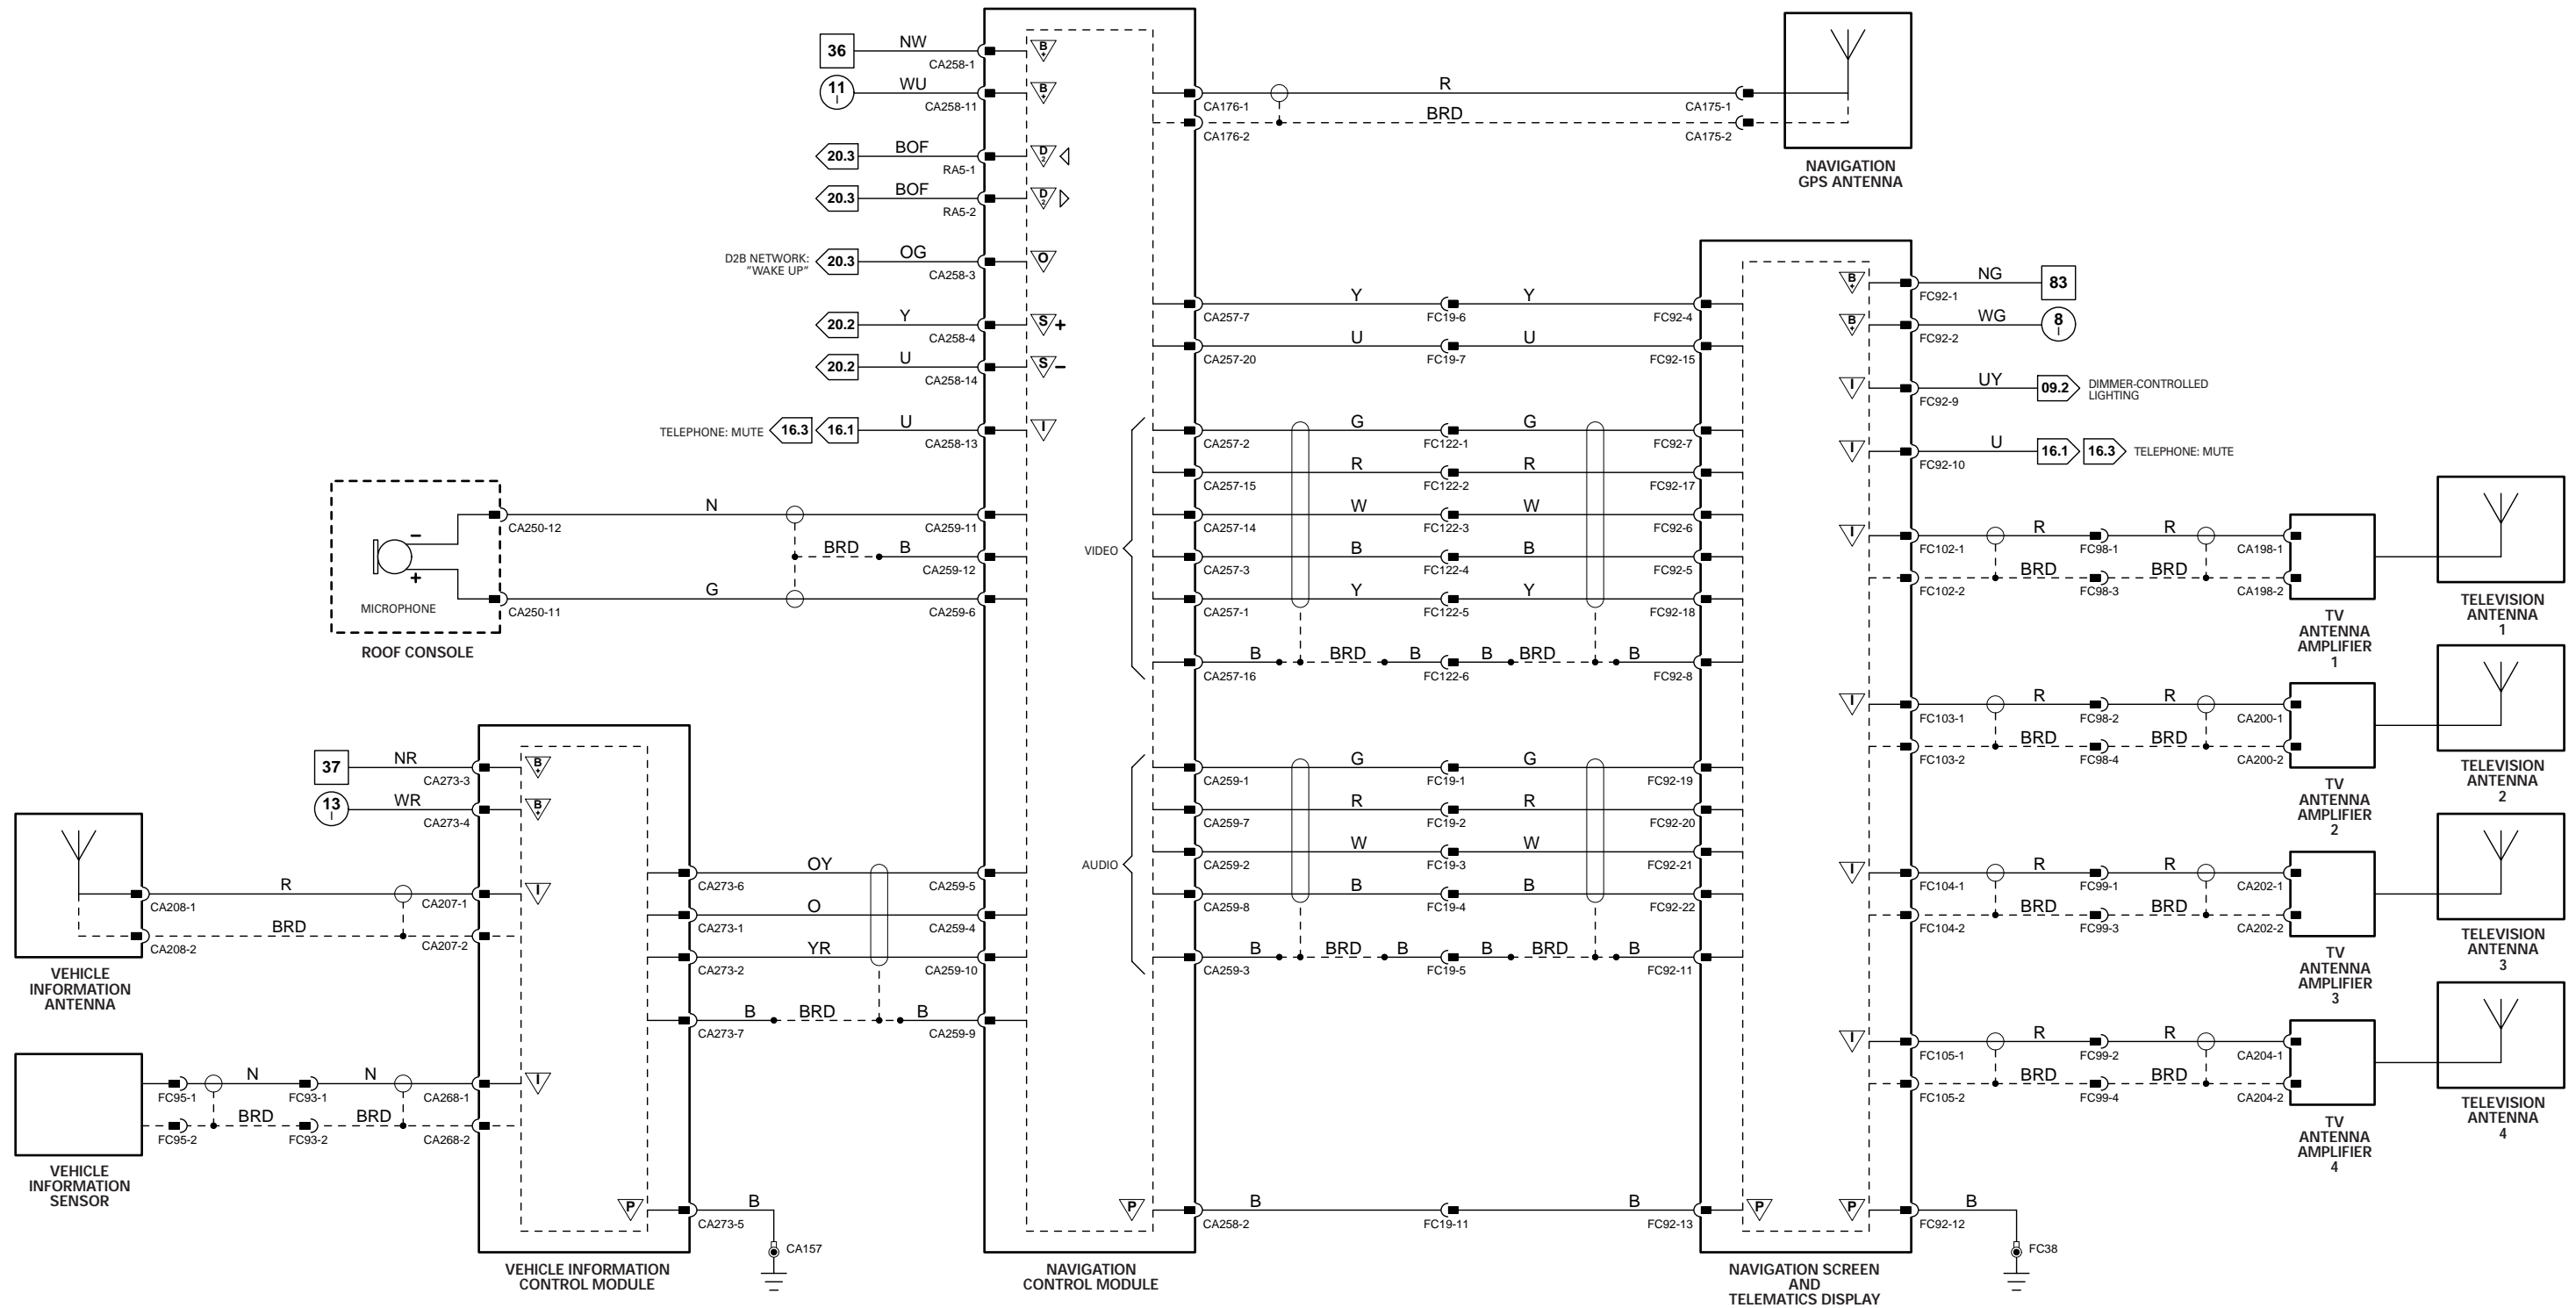 36
NW
CA258-1
B
+
11
I
WU
CA258-11
B
+
20.3
BOF
RA5-1
D
2
20.3
BOF
RA5-2
D
2
D2B NETWORK:
"WAKE UP"
20.3
OG
CA258-3
O
20.2
Y
CA258-4
S
+
20.2
U
CA258-14
S
–
TELEPHONE: MUTE
16.3
16.1
U
CA258-13
I
–
+
MICROPHONE
ROOF CONSOLE
CA250-12
N
CA259-11
BRD
B
CA259-12
CA250-11
G
CA259-6
37
NR
CA273-3
B
+
13
I
WR
CA273-4
B
+
CA208-1
R
CA207-1
I
CA208-2
BRD
CA207-2
VEHICLE
INFORMATION
ANTENNA
FC95-1
N
FC93-1
N
CA268-1
I
FC95-2
BRD
FC93-2
BRD
CA268-2
VEHICLE
INFORMATION
SENSOR
CA273-6
OY
CA259-5
CA273-1
O
CA259-4
CA273-2
YR
CA259-10
CA273-7
B
BRD
B
CA259-9
P
CA273-5
B
CA157
VEHICLE INFORMATION
CONTROL MODULE
CA176-1
R
CA175-1
CA176-2
BRD
CA175-2
NAVIGATION
GPS ANTENNA
CA257-7
Y
FC19-6
Y
FC92-4
CA257-20
U
FC19-7
U
FC92-15
VIDEO
CA257-2
G
FC122-1
G
FC92-7
CA257-15
R
FC122-2
R
FC92-17
CA257-14
W
FC122-3
W
FC92-6
CA257-3
B
FC122-4
B
FC92-5
CA257-1
Y
FC122-5
Y
FC92-18
CA257-16
B
BRD
B
FC122-6
B
BRD
B
FC92-8
AUDIO
CA259-1
G
FC19-1
G
FC92-19
CA259-7
R
FC19-2
R
FC92-20
CA259-2
W
FC19-3
W
FC92-21
CA259-8
B
FC19-4
B
FC92-22
CA259-3
B
BRD
B
FC19-5
B
BRD
B
FC92-11
P
CA258-2
B
FC19-11
B
FC92-13
P
NAVIGATION
CONTROL MODULE
B
+
FC92-1
NG
83
B
+
FC92-2
WG
8
I
I
FC92-9
UY
09.2
DIMMER-CONTROLLED
LIGHTING
I
FC92-10
U
16.1
16.3
TELEPHONE: MUTE
I
FC102-1
R
FC98-1
R
CA198-1
FC102-2
BRD
FC98-3
BRD
CA198-2
TV
ANTENNA
AMPLIFIER
1
TELEVISION
ANTENNA
1
I
FC103-1
R
FC98-2
R
CA200-1
FC103-2
BRD
FC98-4
BRD
CA200-2
TV
ANTENNA
AMPLIFIER
2
TELEVISION
ANTENNA
2
I
FC104-1
R
FC99-1
R
CA202-1
FC104-2
BRD
FC99-3
BRD
CA202-2
TV
ANTENNA
AMPLIFIER
3
TELEVISION
ANTENNA
3
I
FC105-1
R
FC99-2
R
CA204-1
FC105-2
BRD
FC99-4
BRD
CA204-2
TV
ANTENNA
AMPLIFIER
4
TELEVISION
ANTENNA
4
P
FC92-12
B
FC38
NAVIGATION SCREEN
AND
TELEMATICS DISPLAY